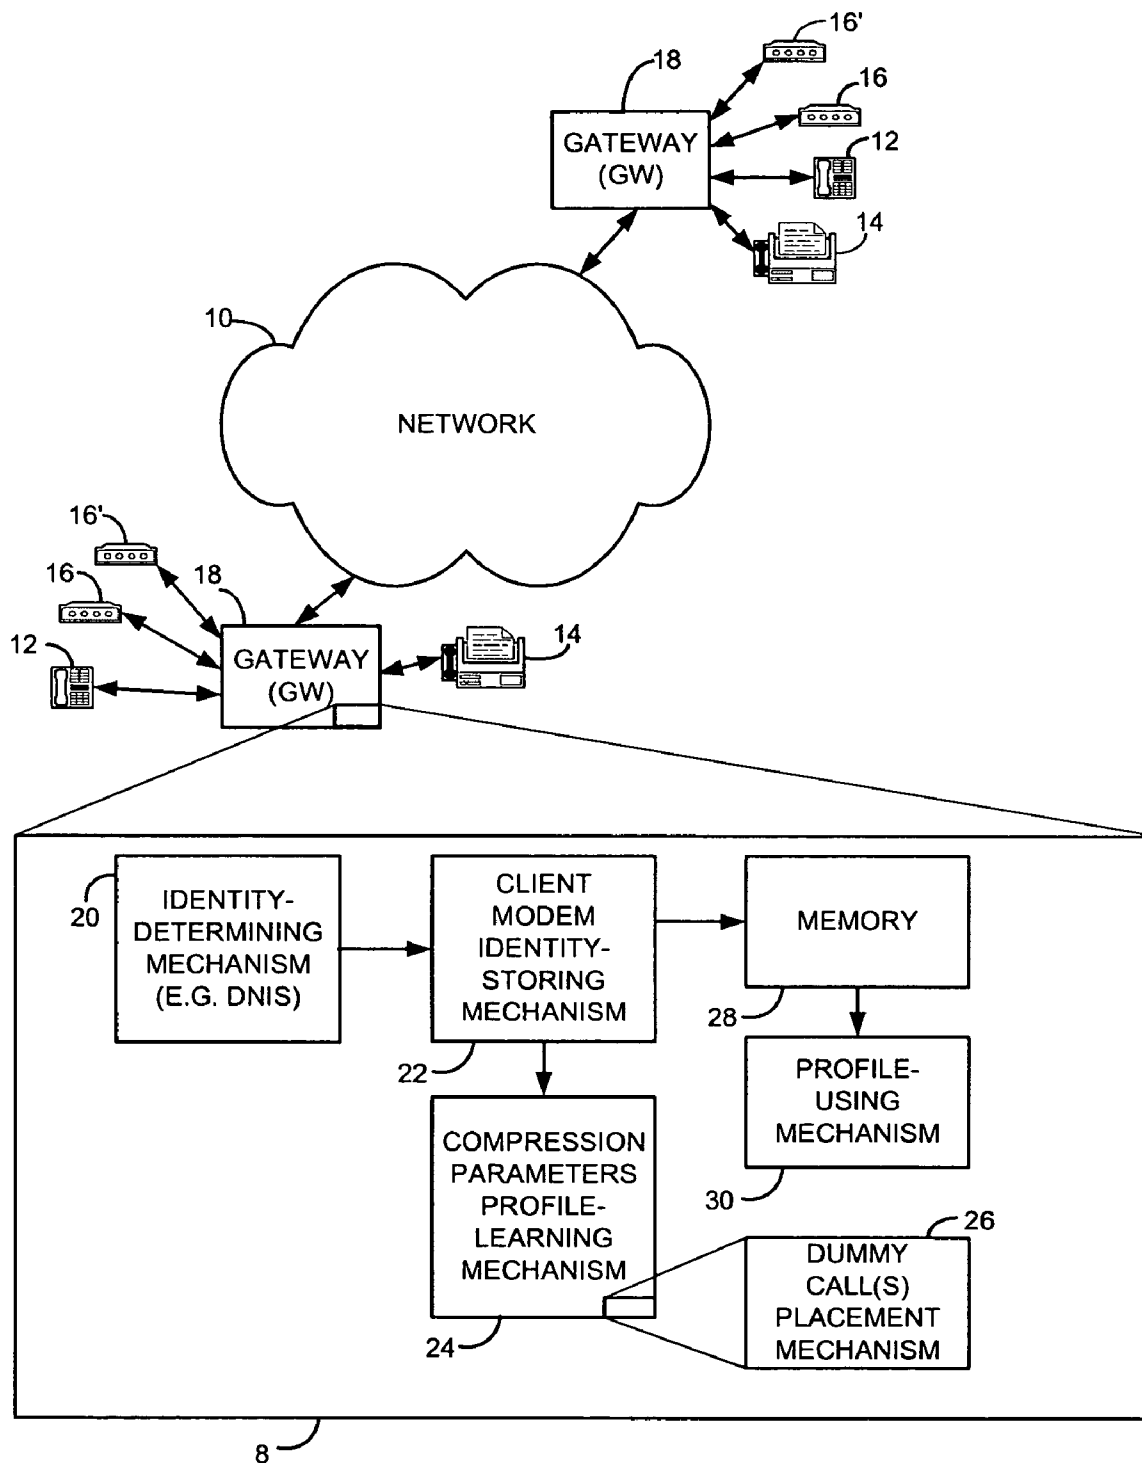 16'
18
16
GATEWAY
(GW)
12
14
10
NETWORK
16'
16
18
12
GATEWAY
(GW)
14
20
IDENTITY-
DETERMINING
MECHANISM
(E.G. DNIS)
CLIENT
MODEM
IDENTITY-
STORING
MECHANISM
MEMORY
22
28
COMPRESSION
PARAMETERS
PROFILE-
LEARNING
MECHANISM
PROFILE-
USING
MECHANISM
30
26
DUMMY
CALL(S)
PLACEMENT
MECHANISM
24
8